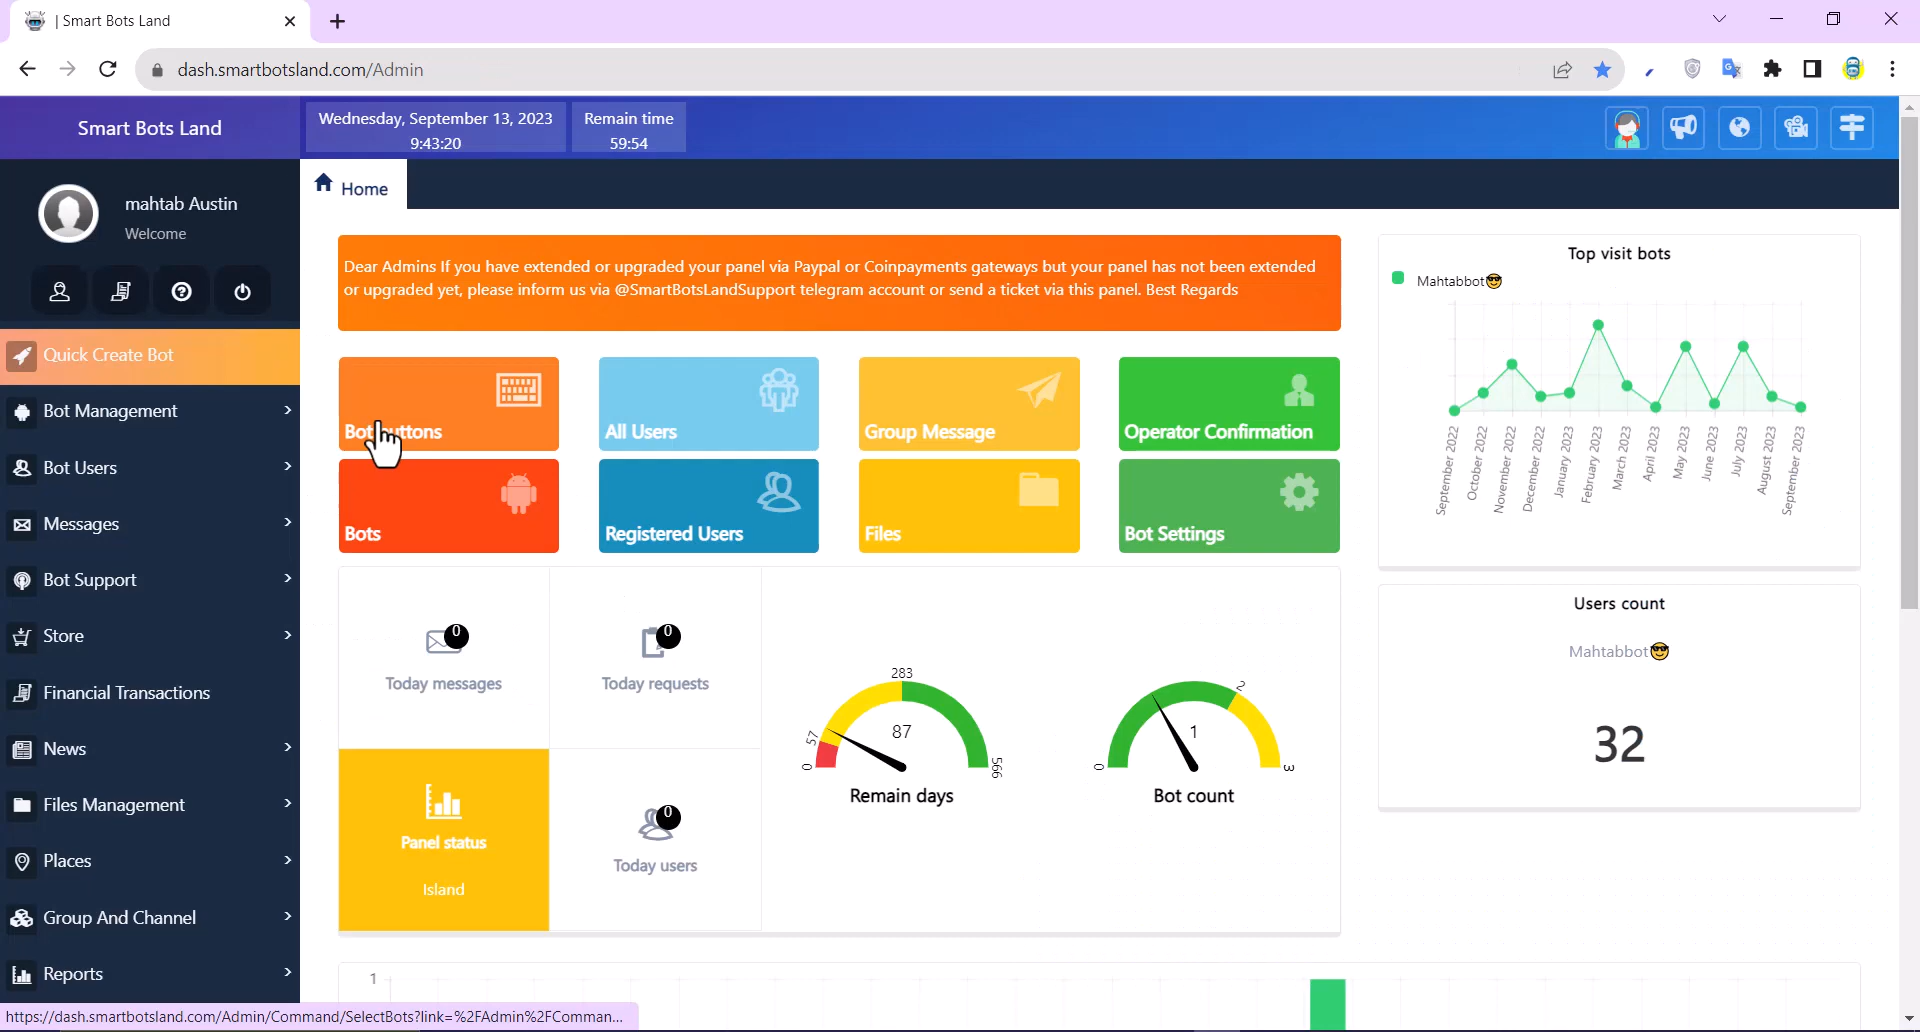 | Smart Bots Land
dash.smartbotsland.com/Admin
Smart Bots Land
Wednesday, September 13, 2023
9:43:20
Remain time
59:54
mahtab Austin
Welcome
Quick Create Bot
Bot Management
Bot Users
Messages
Bot Support
Store
Financial Transactions
News
Files Management
Places
Group And Channel
Reports
Home
Dear Admins If you have extended or upgraded your panel via Paypal or Coinpayments gateways but your panel has not been extended
or upgraded yet, please inform us via @SmartBotsLandSupport telegram account or send a ticket via this panel. Best Regards
Bot buttons
All Users
Group Message
Operator Confirmation
Bots
Registered Users
Files
Bot Settings
0
Today messages
0
Today requests
Panel status
Island
0
Today users
0
57
283
566
87
Remain days
0
2
3
1
Bot count
Top visit bots
Mahtabbot😎
September 2022
October 2022
November 2022
December 2022
January 2023
February 2023
March 2023
April 2023
May 2023
June 2023
July 2023
August 2023
September 2023
Users count
Mahtabbot😎
32
1
https://dash.smartbotsland.com/Admin/Command/SelectBots?link=%2FAdmin%2FComman...